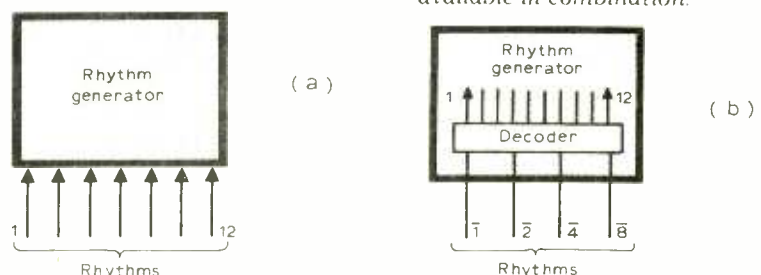 available in combination.
Rhythm
generator
(a)
1
12
Rhythms
Rhythm
generator
1
12
Decoder
(b)
1̅ 2̅ 4̅ 8̅
Rhythms